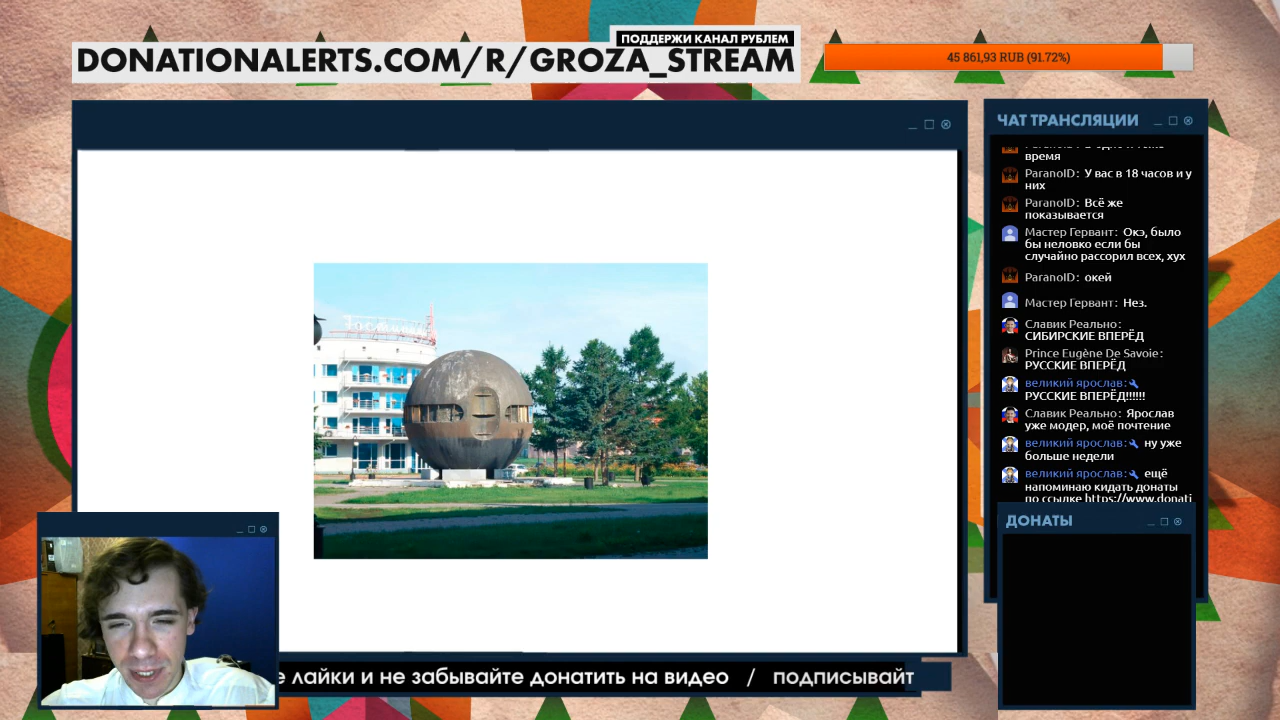 ПОДДЕРЖИ КАНАЛ РУБЛЕМ
DONATIONALERTS.COM/R/GROZA_STREAM
45 861,93 RUB (91.72%)
ЧАТ ТРАНСЛЯЦИИ
время
ParanoID: У вас в 18 часов и у
них
ParanoID: Всё же
показывается
Мастер Гервант: Окэ, было
бы неловко если бы
случайно рассорил всех, хух
ParanoID: окей
Мастер Гервант: Нез.
Славик Реально:
СИБИРСКИЕ ВПЕРЁД
Prince Eugène De Savoie:
РУССКИЕ ВПЕРЁД
великий ярослав:
РУССКИЕ ВПЕРЁД!!!!!!
Славик Реально: Ярослав
уже модер, моё почтение
великий ярослав: ну уже
больше недели
великий ярослав: ещё
напоминаю кидать донаты
по ссылке https://www.donati
ДОНАТЫ
е лайки и не забывайте донатить на видео / подписывайт